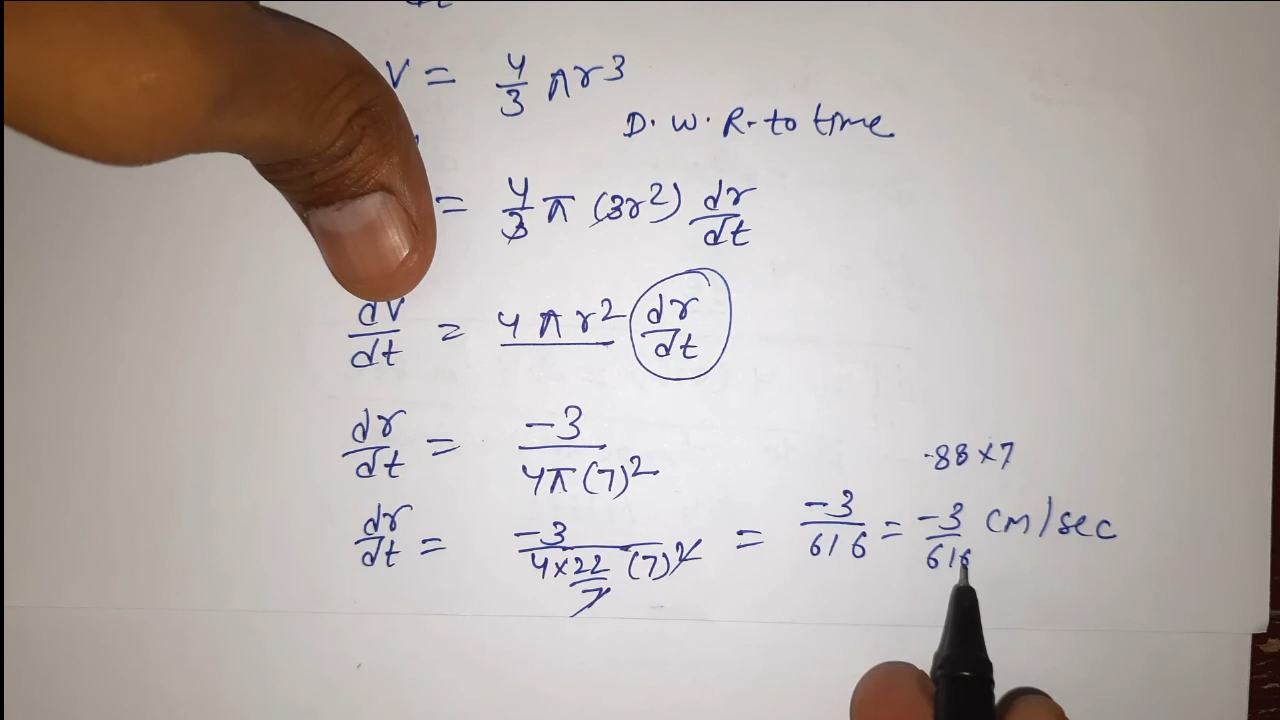 V = 4/3 πr3
D. W. R. to time
= 4/3 π (3r2) dr/dt
dV/dt = 4πr2 dr/dt
dr/dt = -3/4π(7)2
-88×7
dr/dt = -3/4×22/7 (7)2 = -3/616 = -3/616 cm/sec